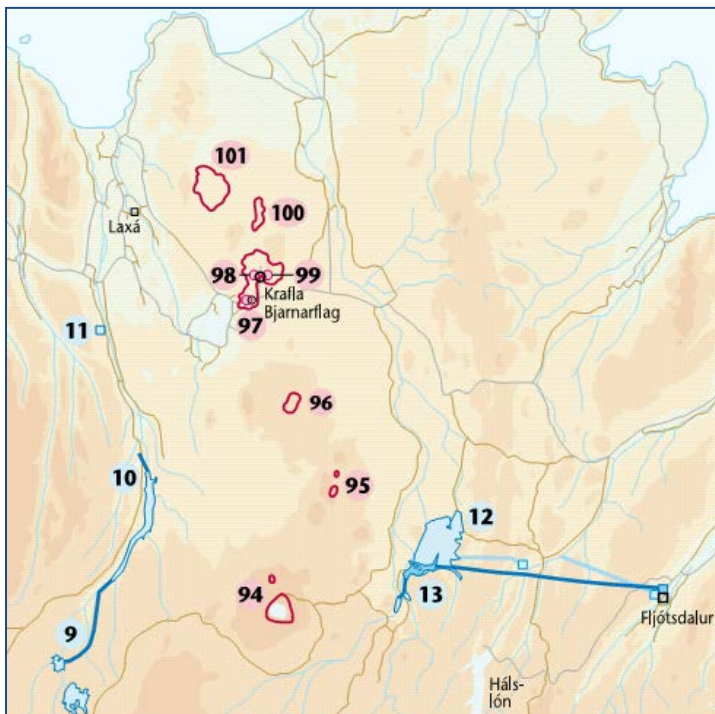 101
100
Laxá
98
99
Krafla
Bjarnarflag
97
11
96
10
95
12
94
13
9
Fljótsdalur
Háls-
lón